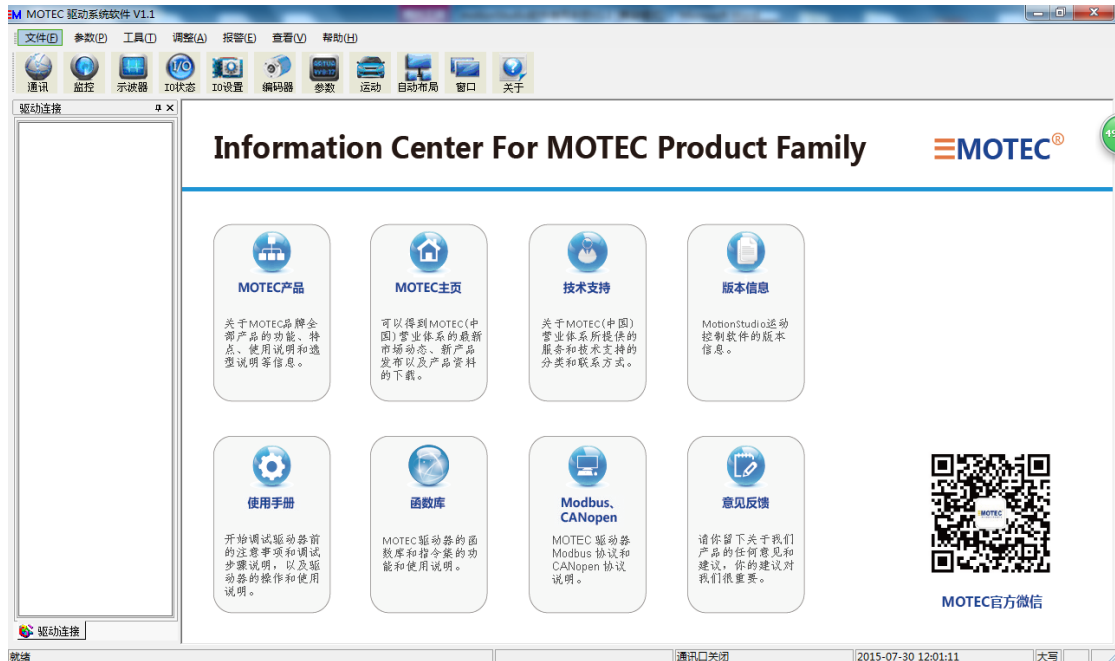 MOTEC 驱动系统软件 V1.1
文件(F) 参数(P) 工具(T) 调整(A) 报警(E) 查看(V) 帮助(H)
通讯 监控 示波器 IO状态 IO设置 编码器 参数 运动 自动布局 窗口 关于
驱动连接
Information Center For MOTEC Product Family
MOTEC®
MOTEC产品
关于MOTEC品牌全
部产品的功能、特
点、使用说明和选
型说明等信息。
MOTEC主页
可以得到MOTEC(中
国)营业体系的最新
市场动态、新产品
发布以及产品资料
的下载。
技术支持
关于MOTEC(中国)
营业体系所提供的
服务和技术支持的
分类和联系方式。
版本信息
MotionStudio运动
控制软件的版本
信息。
使用手册
开始调试驱动器前
的注意事项和调试
步骤说明，以及驱
动器的操作和使用
说明。
函数库
MOTEC驱动器的函
数库和指令集的功
能和使用说明。
Modbus、
CANopen
MOTEC 驱动器
Modbus 协议和
CANopen 协议
说明。
意见反馈
请你留下关于我们
产品的任何意见和
建议，你的建议对
我们很重要。
MOTEC
MOTEC官方微信
驱动连接
就绪 通讯口关闭 2015-07-30 12:01:11 大写